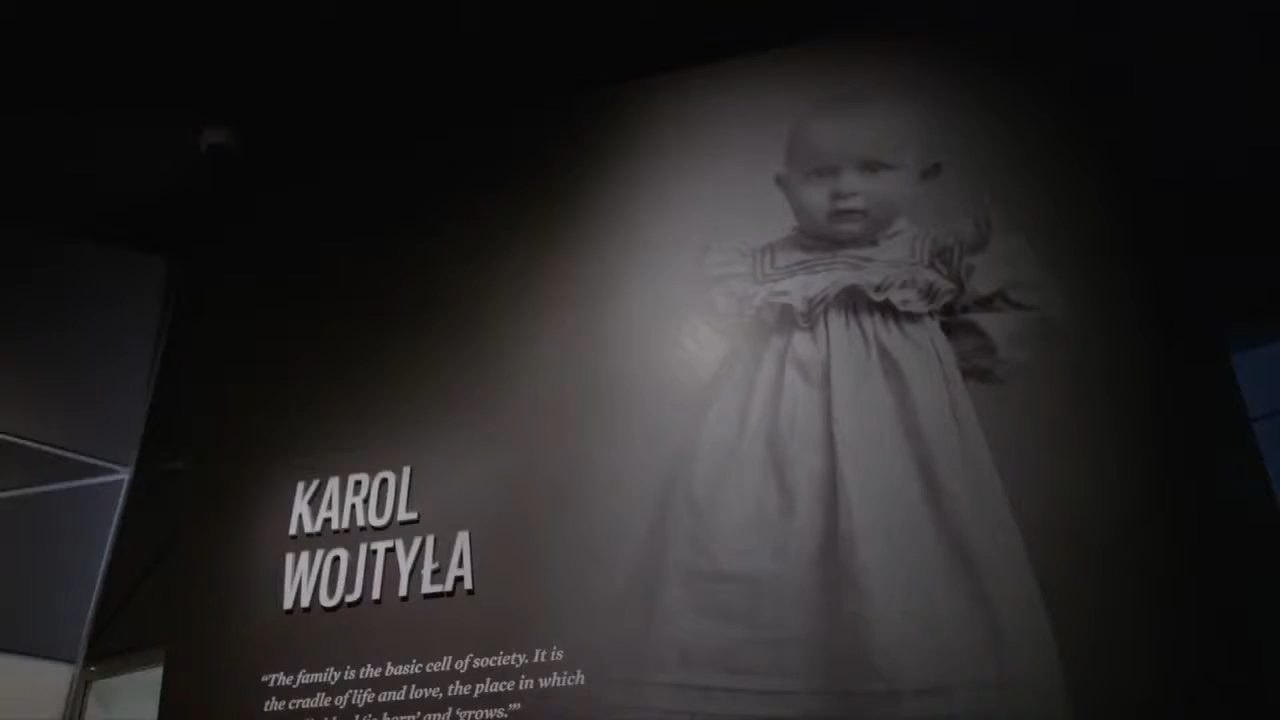 KAROL
WOJTYŁA
“The family is the basic cell of society. It is
the cradle of life and love, the place in which
born’ and ‘grows.’”